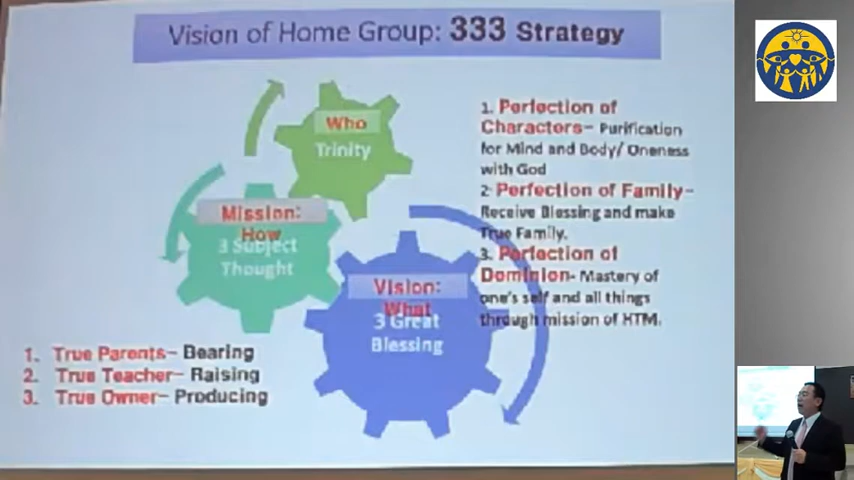 Vision of Home Group: 333 Strategy
Who
Trinity
Mission:
How
3 Subject
Thought
Vision:
What
3 Great
Blessing
1. Perfection of
Charactors- Purification
for Mind and Body/ Oneness
with God
2. Perfection of Family-
Receive Blessing and make
True Family.
3. Perfection of
Dominion- Mastery of
one's self and all things
through mission of HTM.
1. True Parents- Bearing
2. True Teacher- Raising
3. True Owner- Producing